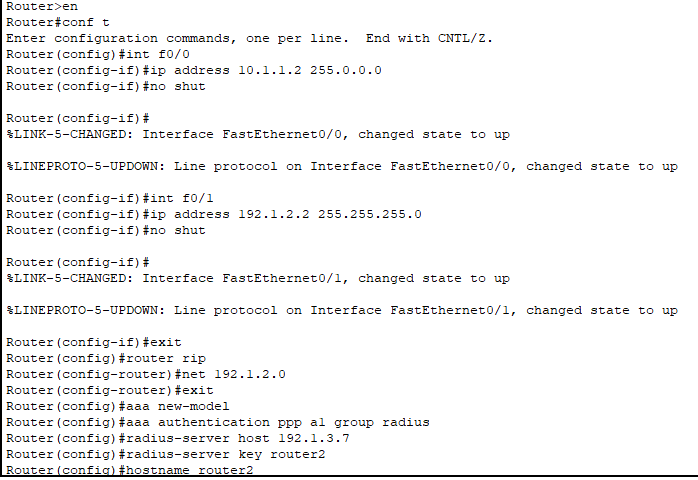 Router>en
Router#conf t
Enter configuration commands, one per line.  End with CNTL/Z.
Router(config)#int f0/0
Router(config-if)#ip address 10.1.1.2 255.0.0.0
Router(config-if)#no shut
Router(config-if)#
%LINK-5-CHANGED: Interface FastEthernet0/0, changed state to up
%LINEPROTO-5-UPDOWN: Line protocol on Interface FastEthernet0/0, changed state to up
Router(config-if)#int f0/1
Router(config-if)#ip address 192.1.2.2 255.255.255.0
Router(config-if)#no shut
Router(config-if)#
%LINK-5-CHANGED: Interface FastEthernet0/1, changed state to up
%LINEPROTO-5-UPDOWN: Line protocol on Interface FastEthernet0/1, changed state to up
Router(config-if)#exit
Router(config)#router rip
Router(config-router)#net 192.1.2.0
Router(config-router)#exit
Router(config)#aaa new-model
Router(config)#aaa authentication ppp a1 group radius
Router(config)#radius-server host 192.1.3.7
Router(config)#radius-server key router2
Router(config)#hostname router2